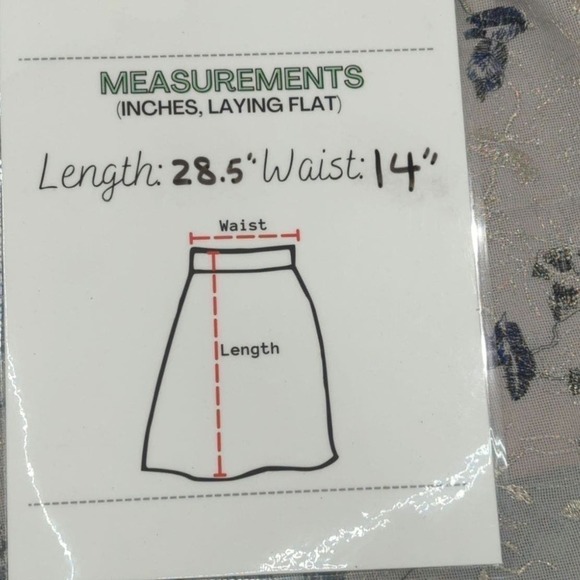 MEASUREMENTS
(INCHES, LAYING FLAT)
Length: 28.5" Waist: 14"
Waist
Length